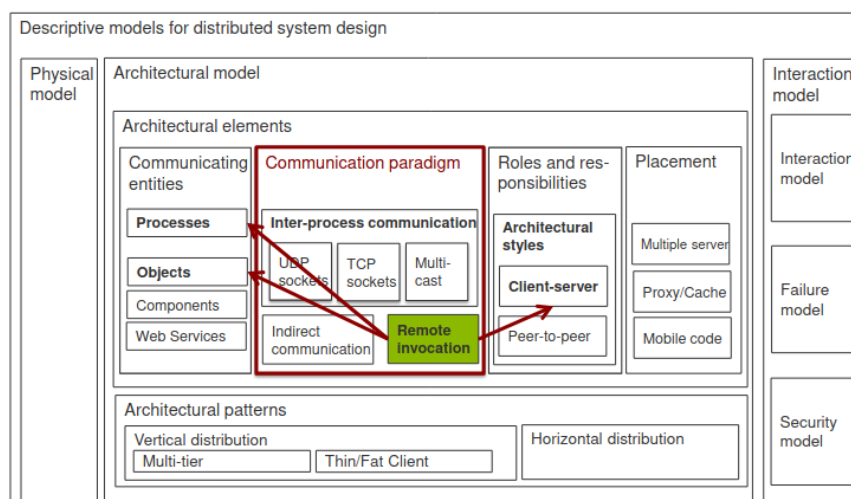 Descriptive models for distributed system design
Physical
model
Architectural model
Architectural elements
Communicating
entities
Processes
Objects
Components
Web Services
Communication paradigm
Inter-process communication
UDP
sockets
TCP
sockets
Multi-
cast
Indirect
communication
Remote
invocation
Roles and res-
ponsibilities
Architectural
styles
Client-server
Peer-to-peer
Placement
Multiple server
Proxy/Cache
Mobile code
Architectural patterns
Vertical distribution
Multi-tier
Thin/Fat Client
Horizontal distribution
Interaction
model
Interaction
model
Failure
model
Security
model